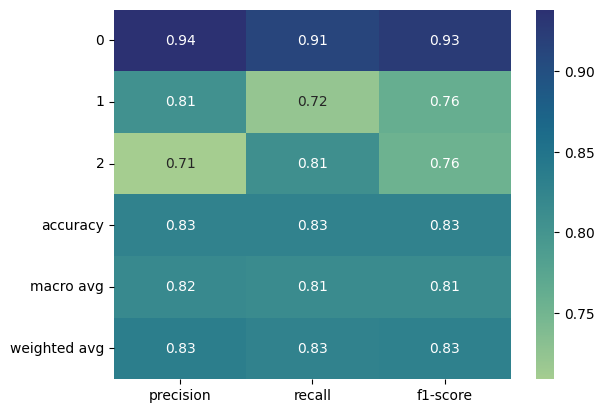 0 0.94 0.91 0.93
1 0.81 0.72 0.76
2 0.71 0.81 0.76
accuracy 0.83 0.83 0.83
macro avg 0.82 0.81 0.81
weighted avg 0.83 0.83 0.83
precision recall f1-score
0.90
0.85
0.80
0.75